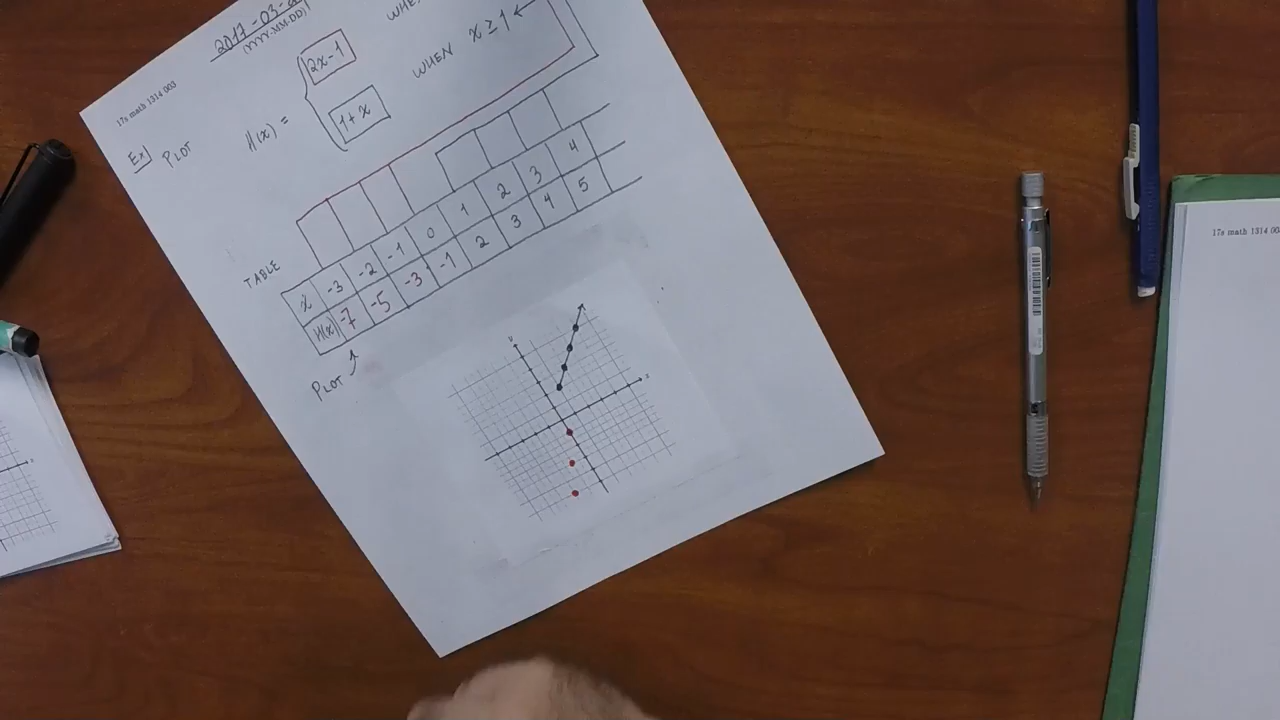 17s math 1314 003
2017-03-
(YYYY-MM-DD)
Ex) PLOT
H(x) =
2x-1
1+x
WHEN x ≥ 1
TABLE
x -3 -2 -1 0 1 2 3 4
H(x) -7 -5 -3 -1 2 3 4 5
PLOT
y
x
17s math 1314 003
x